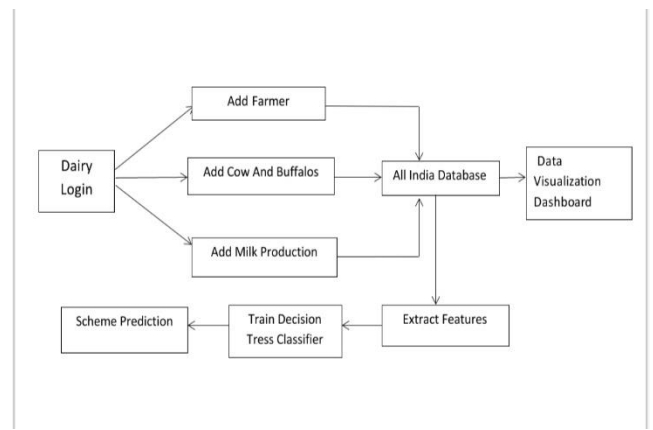 Add Farmer
Dairy
Login
Add Cow And Buffalos
All India Database
Data
Visualization
Dashboard
Add Milk Production
Scheme Prediction
Train Decision
Tress Classifier
Extract Features